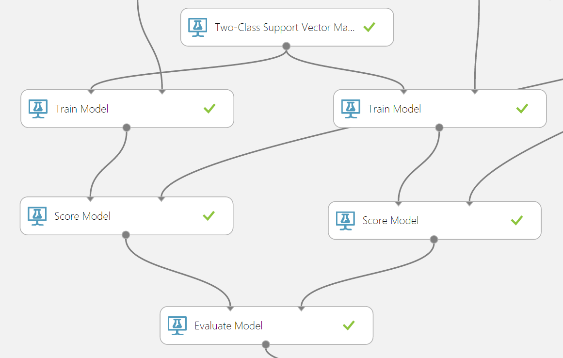 Two-Class Support Vector Ma...
Train Model
Train Model
Score Model
Score Model
Evaluate Model